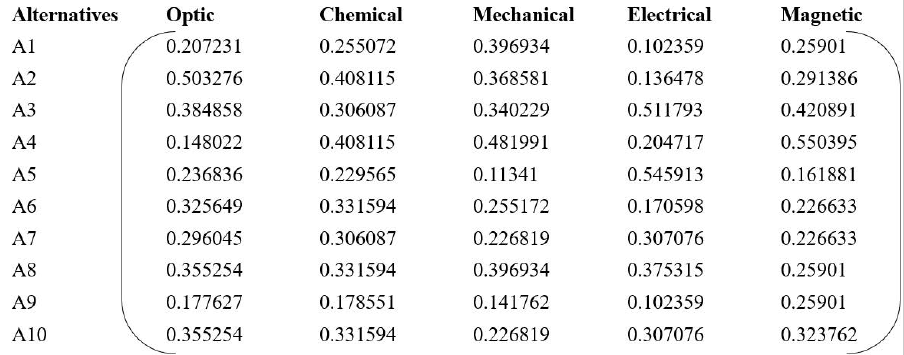 Alternatives Optic Chemical Mechanical Electrical Magnetic
A1 0.207231 0.255072 0.396934 0.102359 0.25901
A2 0.503276 0.408115 0.368581 0.136478 0.291386
A3 0.384858 0.306087 0.340229 0.511793 0.420891
A4 0.148022 0.408115 0.481991 0.204717 0.550395
A5 0.236836 0.229565 0.11341 0.545913 0.161881
A6 0.325649 0.331594 0.255172 0.170598 0.226633
A7 0.296045 0.306087 0.226819 0.307076 0.226633
A8 0.355254 0.331594 0.396934 0.375315 0.25901
A9 0.177627 0.178551 0.141762 0.102359 0.25901
A10 0.355254 0.331594 0.226819 0.307076 0.323762